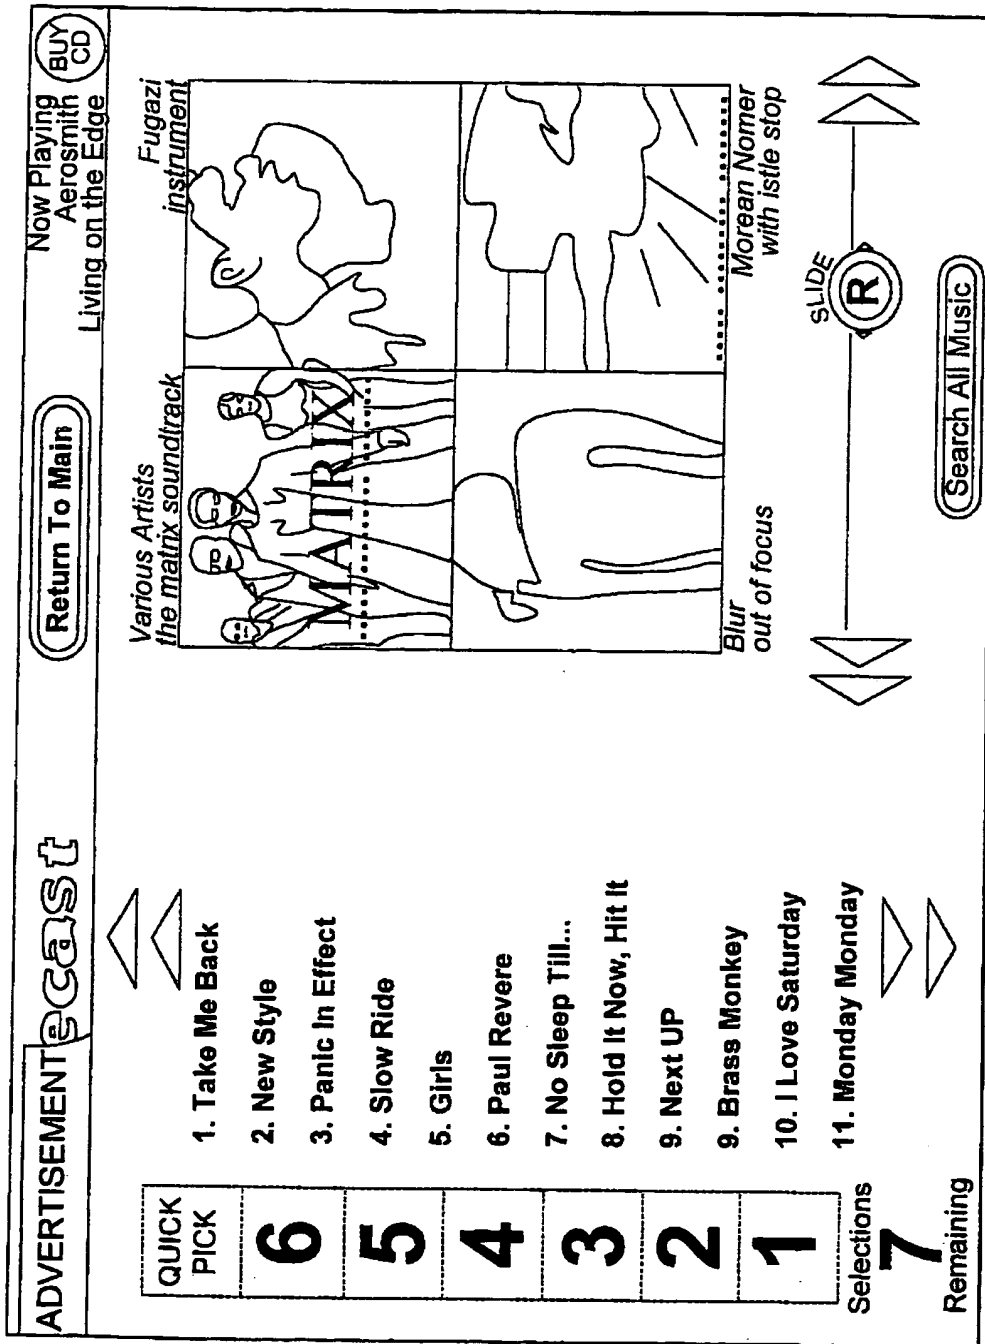 ADVERTISEMENT
ecast
Return To Main
Now Playing
Aerosmith
Living on the Edge
BUY
CD
QUICK
PICK
6
5
4
3
2
1
Selections
7
Remaining
1. Take Me Back
2. New Style
3. Panic In Effect
4. Slow Ride
5. Girls
6. Paul Revere
7. No Sleep Till...
8. Hold It Now, Hit It
9. Next UP
9. Brass Monkey
10. I Love Saturday
11. Monday Monday
Various Artists
the matrix soundtrack
Fugazi
instrument
MATRIX
Blur
out of focus
Morean Nomer
with istle stop
SLIDE
R
Search All Music